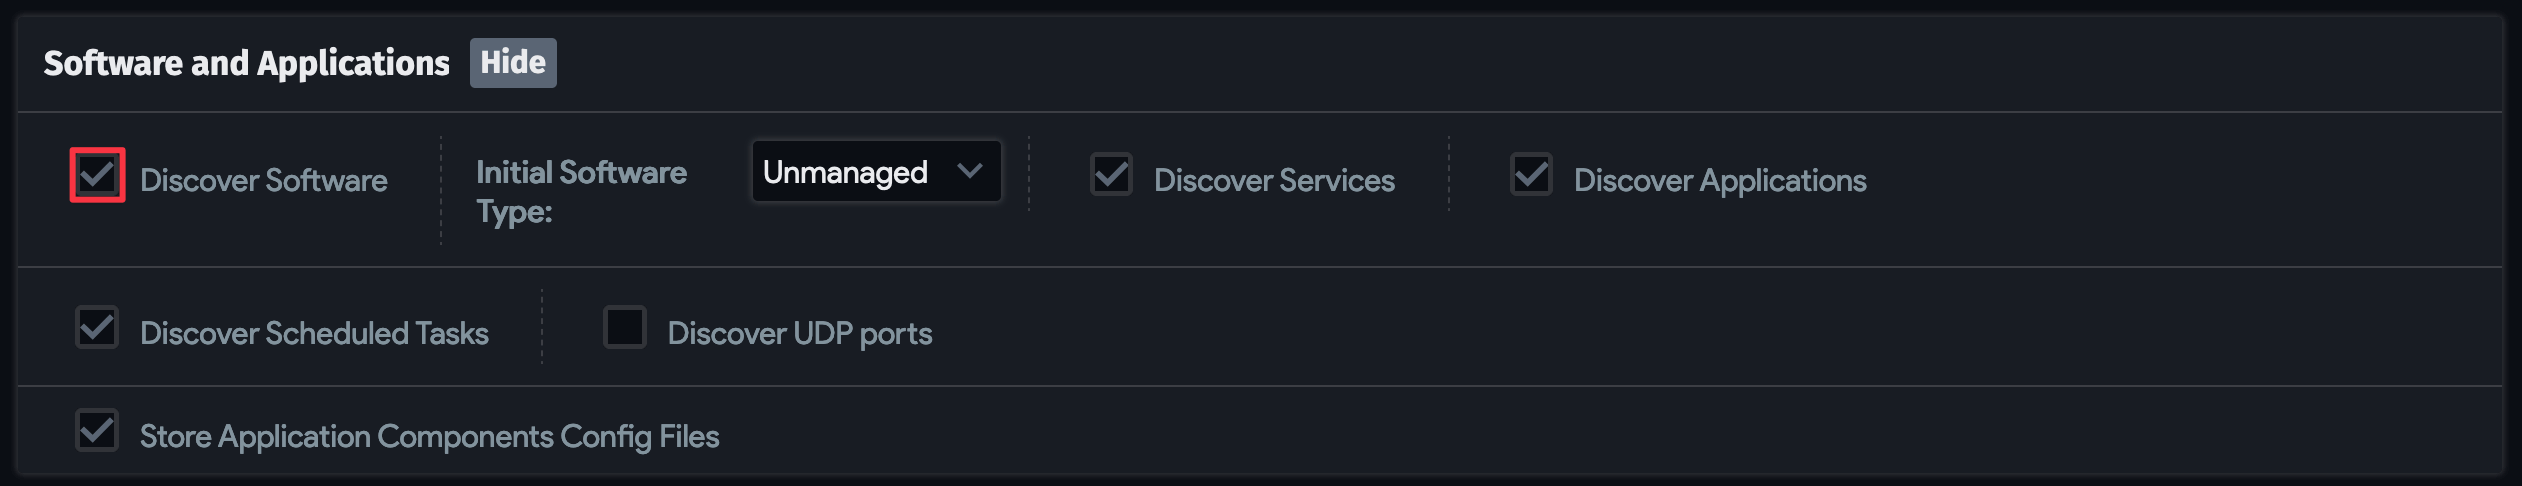 Software and Applications Hide
Discover Software
Initial Software
Type:
Unmanaged
Discover Services
Discover Applications
Discover Scheduled Tasks
Discover UDP ports
Store Application Components Config Files